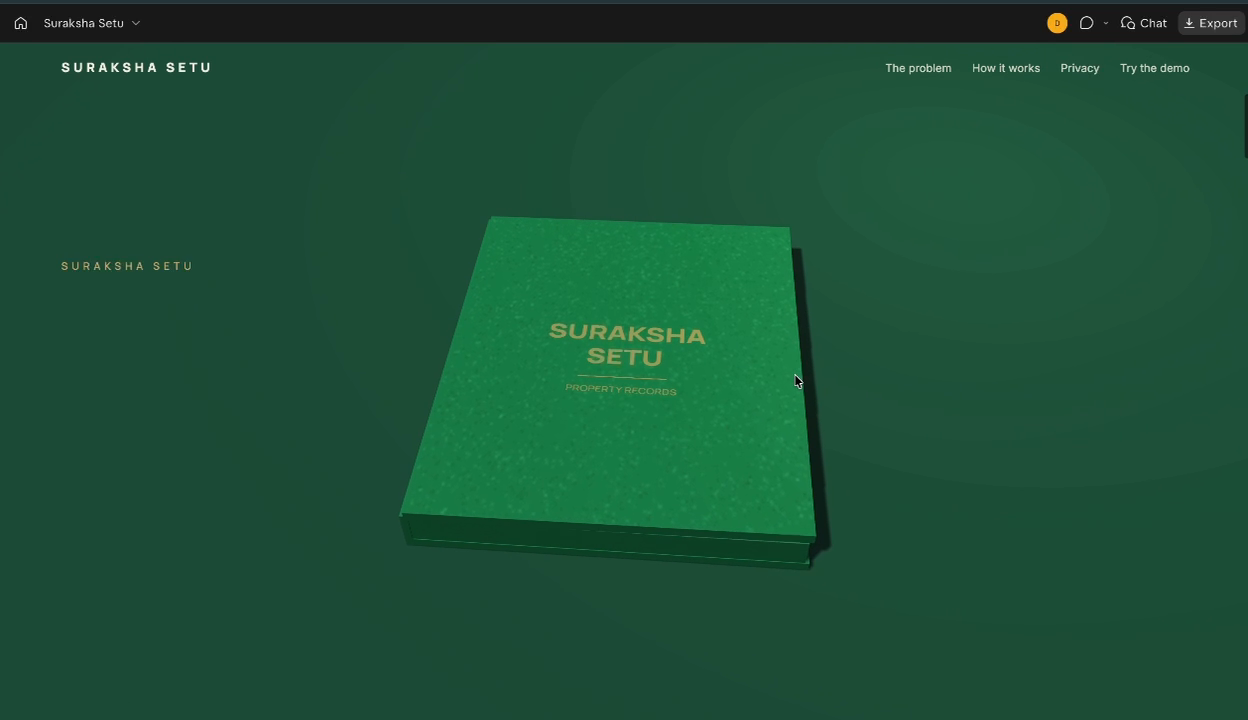 Suraksha Setu
D
Chat
Export
SURAKSHA SETU
The problem
How it works
Privacy
Try the demo
SURAKSHA SETU
SURAKSHA
SETU
PROPERTY RECORDS